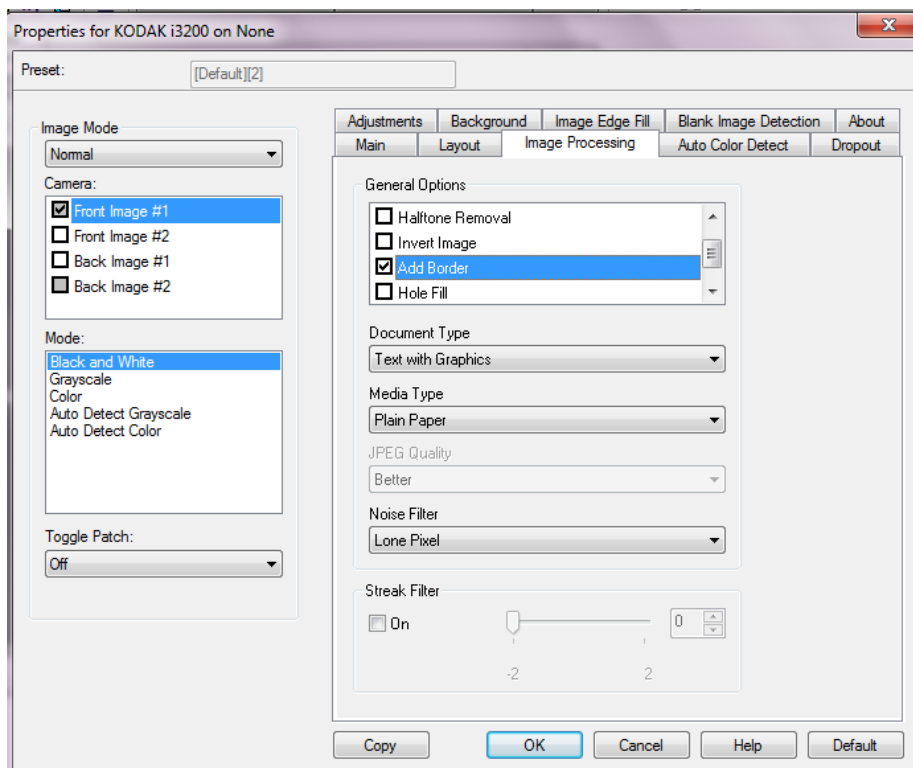 Properties for KODAK i3200 on None
Preset:
[Default][2]
Image Mode
Normal
Camera:
Front Image #1
Front Image #2
Back Image #1
Back Image #2
Mode:
Black and White
Grayscale
Color
Auto Detect Grayscale
Auto Detect Color
Toggle Patch:
Off
Adjustments Background Image Edge Fill Blank Image Detection About
Main Layout Image Processing Auto Color Detect Dropout
General Options
Halftone Removal
Invert Image
Add Border
Hole Fill
Document Type
Text with Graphics
Media Type
Plain Paper
JPEG Quality
Better
Noise Filter
Lone Pixel
Streak Filter
On 0
-2 2
Copy OK Cancel Help Default